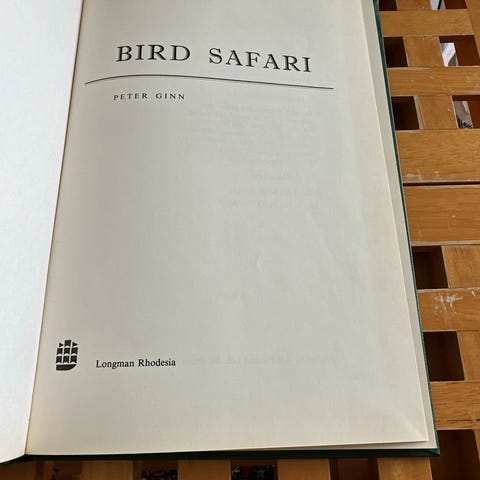 BIRD SAFARI
PETER GINN
Longman Rhodesia